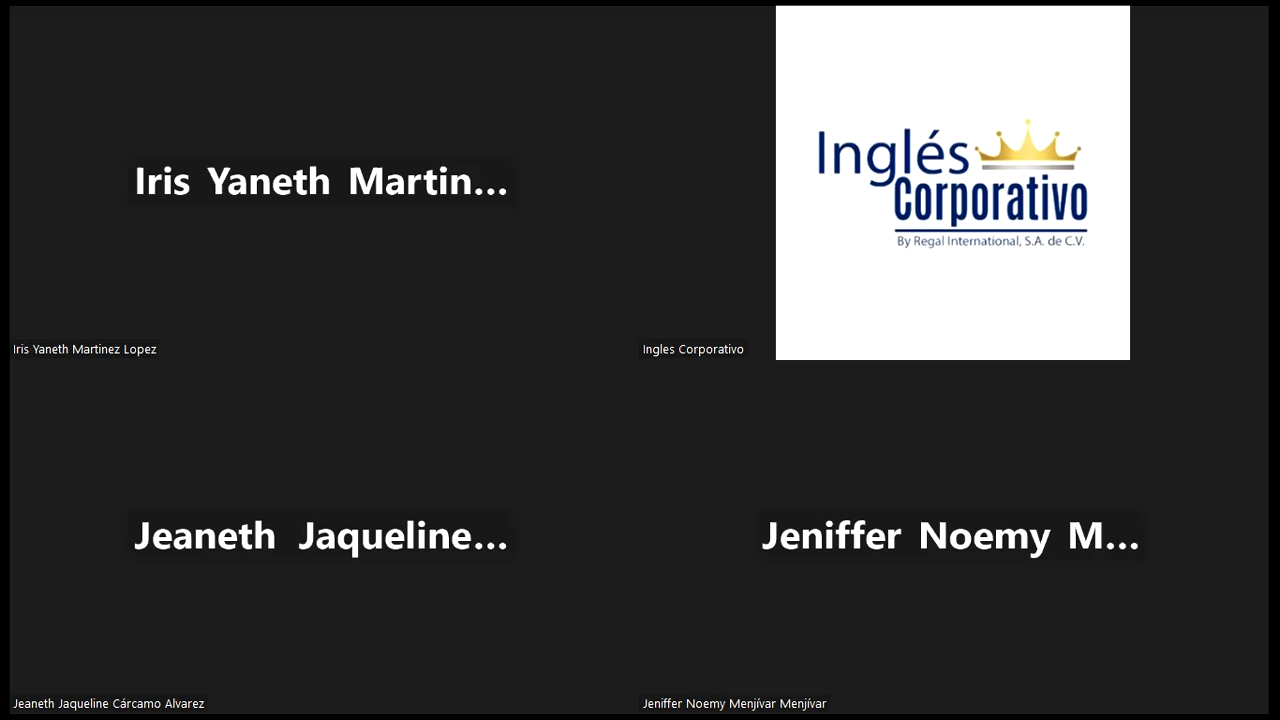 Iris Yaneth Martin...
Iris Yaneth Martinez Lopez
Inglés
Corporativo
By Regal International, S.A. de C.V.
Ingles Corporativo
Jeaneth Jaqueline...
Jeaneth Jaqueline Cárcamo Alvarez
Jeniffer Noemy M...
Jeniffer Noemy Menjívar Menjívar